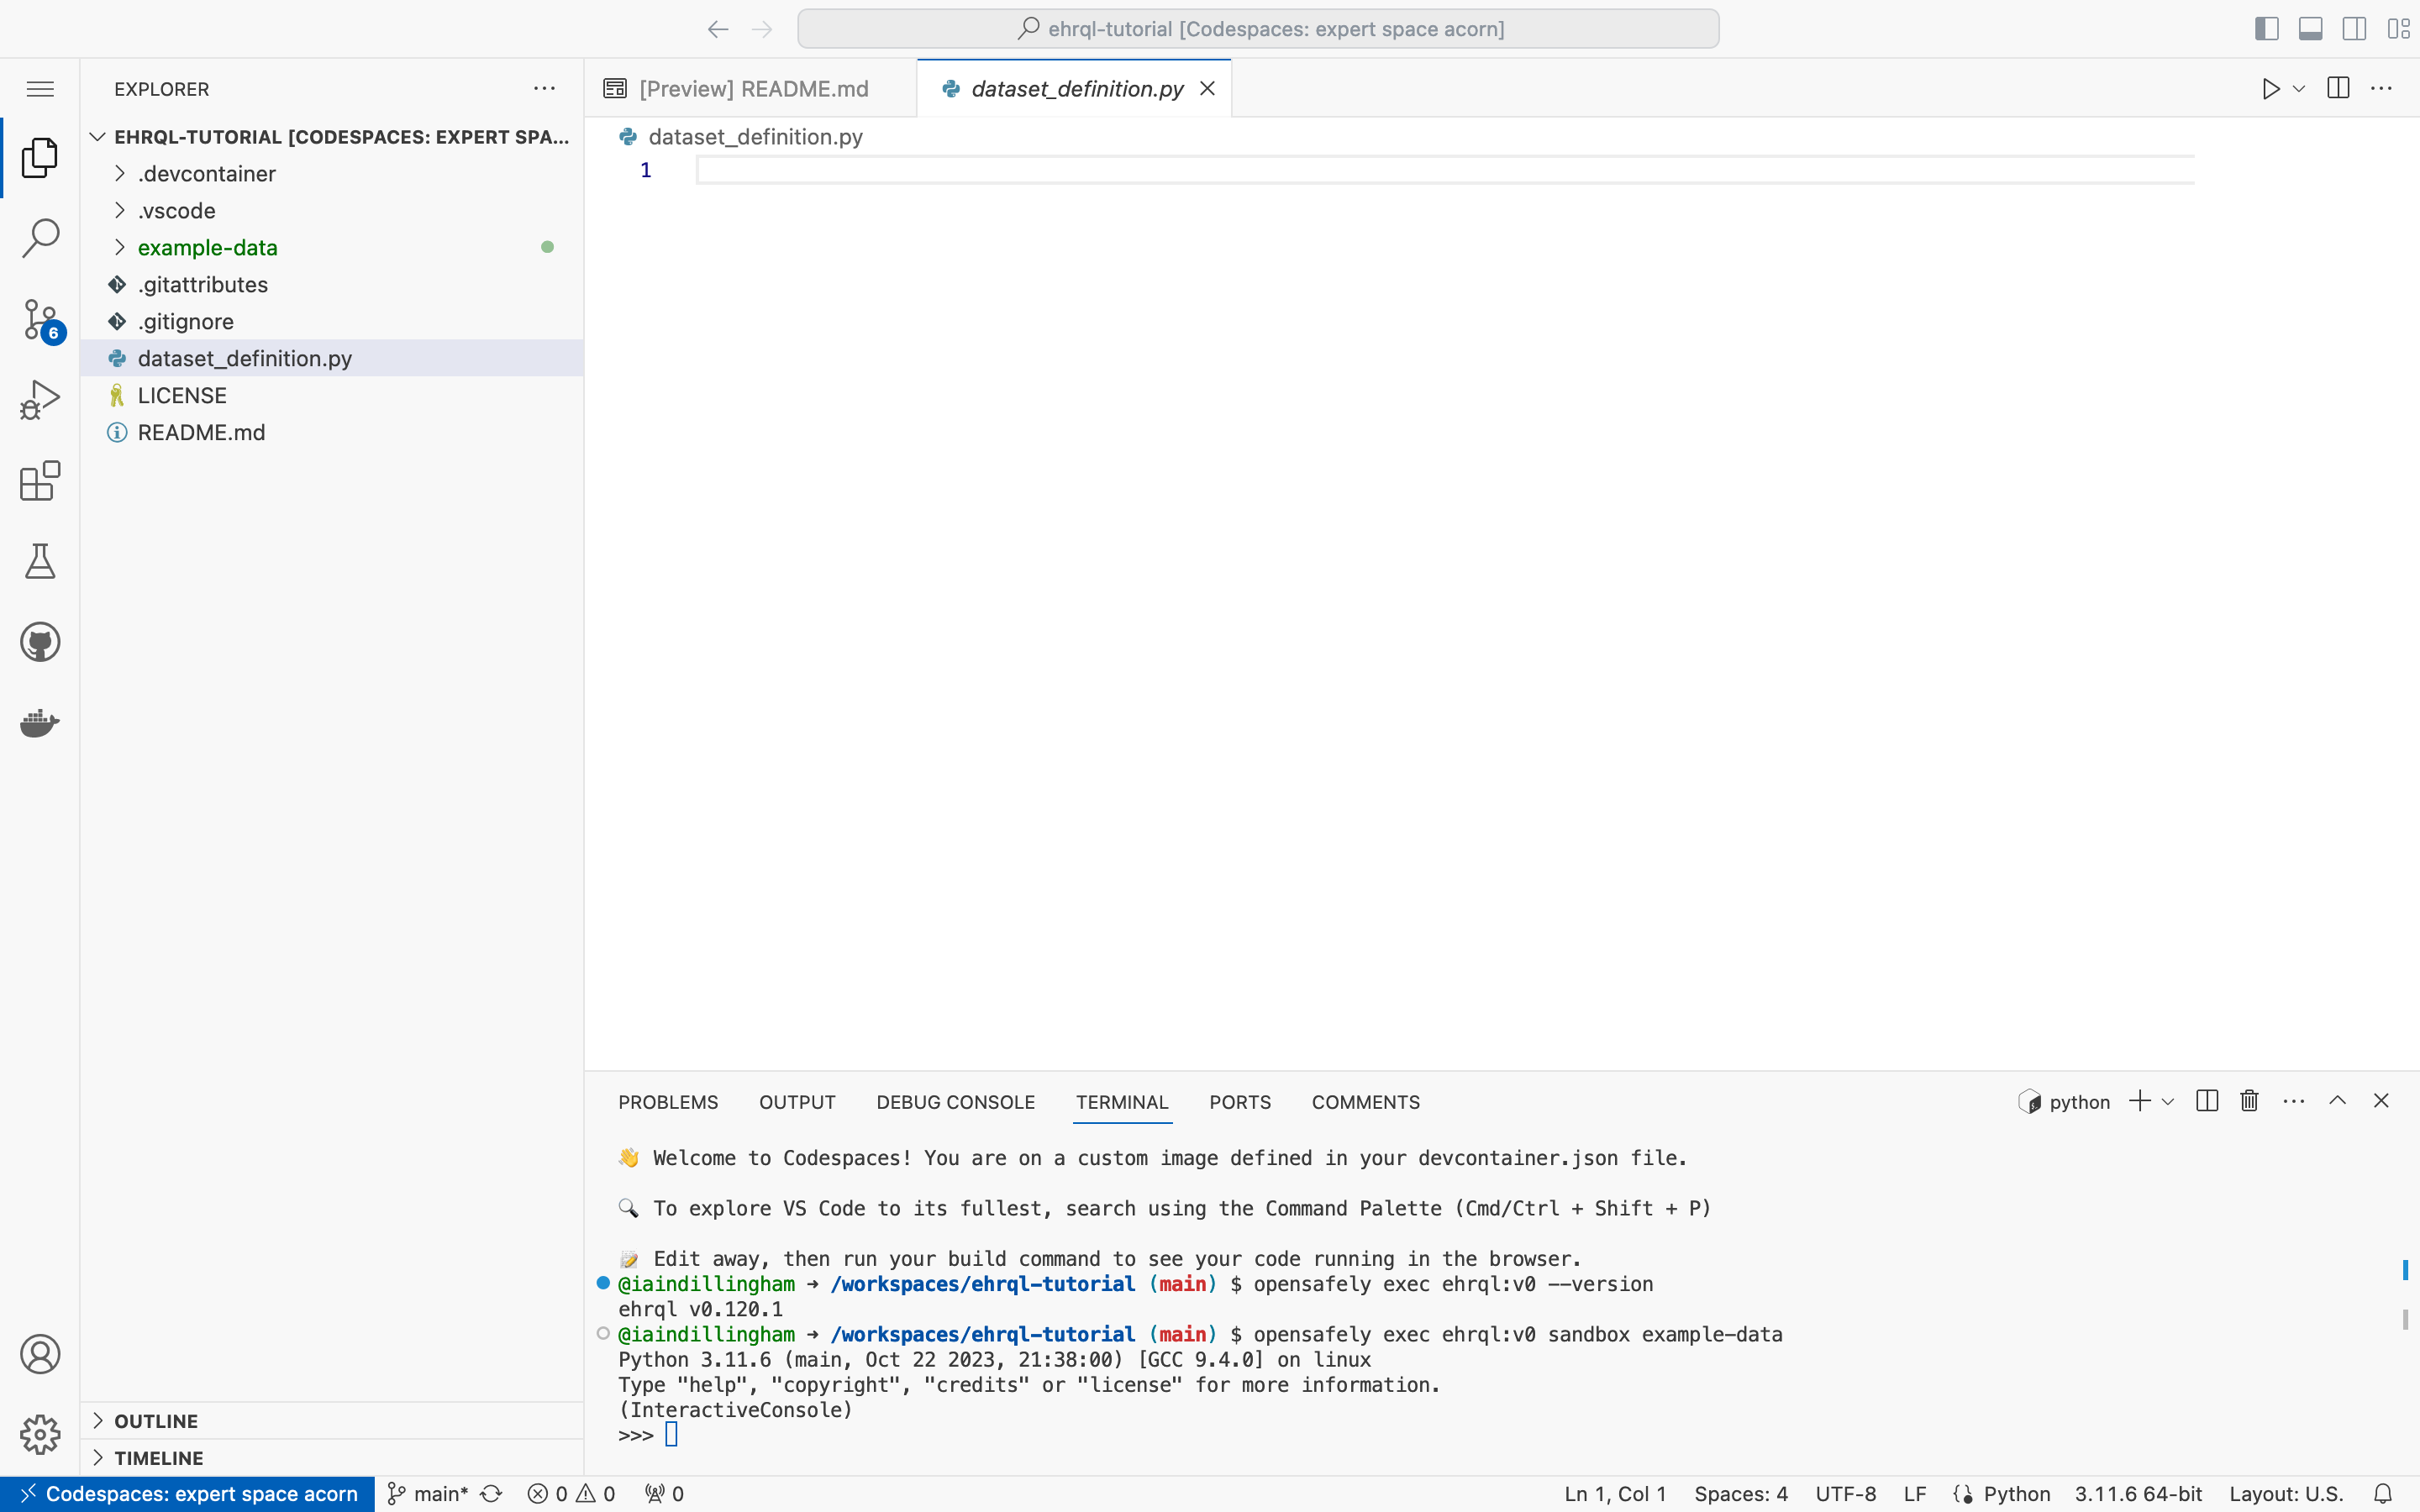 ehrql-tutorial [Codespaces: expert space acorn]
EXPLORER
EHRQL-TUTORIAL [CODESPACES: EXPERT SPA...
.devcontainer
.vscode
example-data
.gitattributes
.gitignore
dataset_definition.py
LICENSE
README.md
6
OUTLINE
TIMELINE
[Preview] README.md
dataset_definition.py
dataset_definition.py
1
PROBLEMS OUTPUT DEBUG CONSOLE TERMINAL PORTS COMMENTS
python
👋 Welcome to Codespaces! You are on a custom image defined in your devcontainer.json file.
🔍 To explore VS Code to its fullest, search using the Command Palette (Cmd/Ctrl + Shift + P)
📝 Edit away, then run your build command to see your code running in the browser.
@iaindillingham → /workspaces/ehrql-tutorial (main) $ opensafely exec ehrql:v0 --version
ehrql v0.120.1
@iaindillingham → /workspaces/ehrql-tutorial (main) $ opensafely exec ehrql:v0 sandbox example-data
Python 3.11.6 (main, Oct 22 2023, 21:38:00) [GCC 9.4.0] on linux
Type "help", "copyright", "credits" or "license" for more information.
(InteractiveConsole)
>>>
Codespaces: expert space acorn main* 0 0 0 Ln 1, Col 1 Spaces: 4 UTF-8 LF Python 3.11.6 64-bit Layout: U.S.